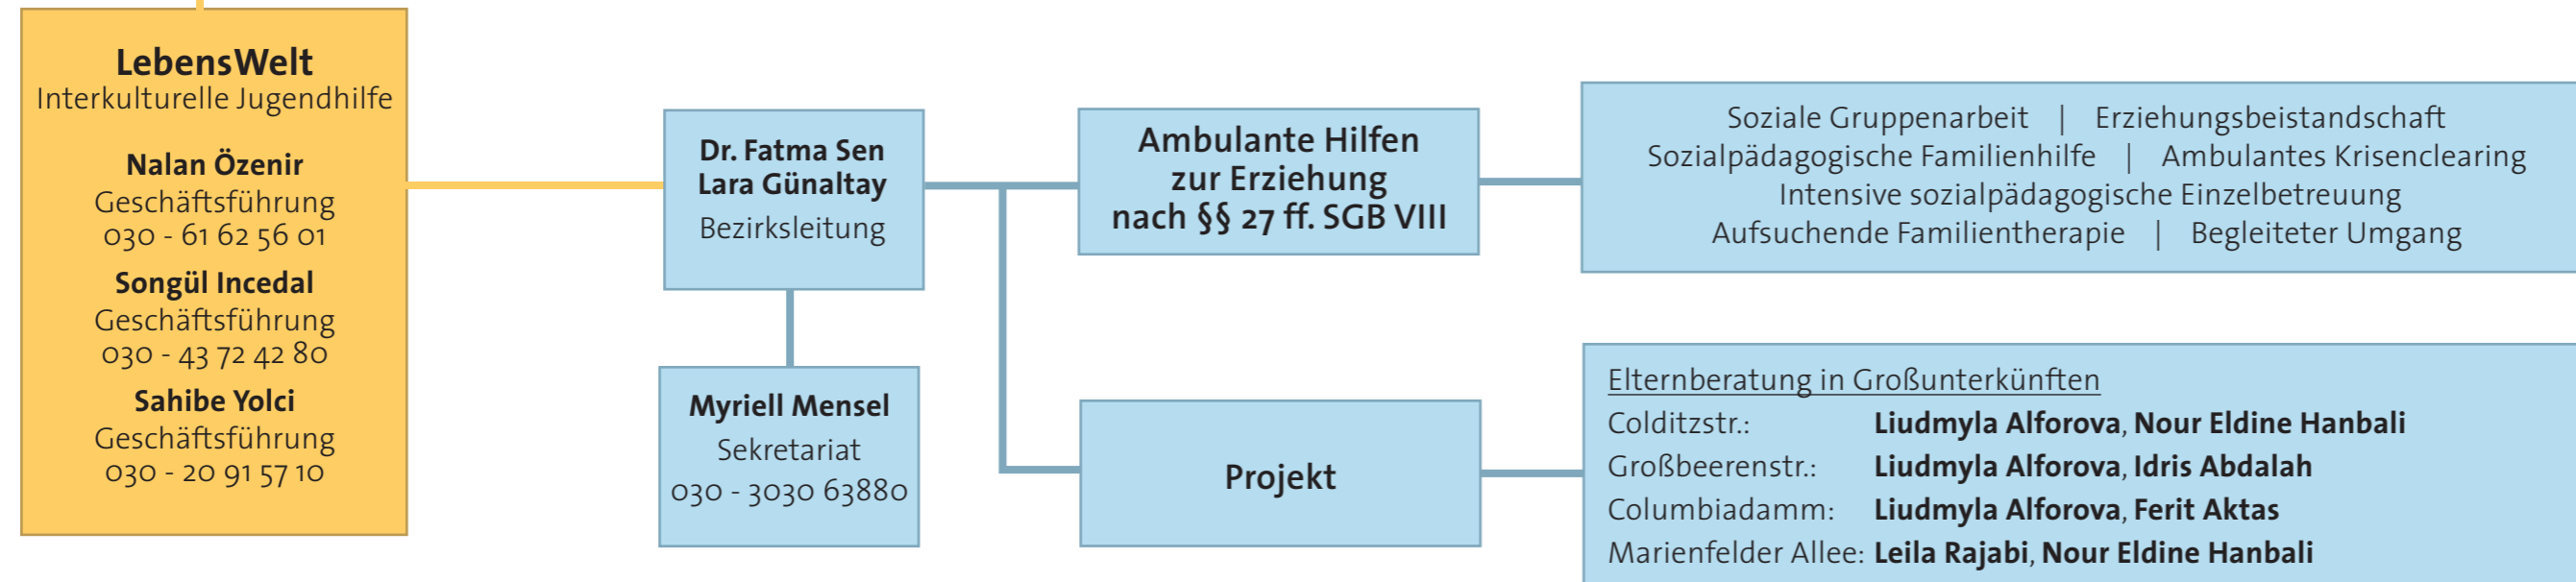 LebensWelt
Interkulturelle Jugendhilfe
Nalan Özenir
Geschäftsführung
030 - 61 62 56 01
Songül Incedal
Geschäftsführung
030 - 43 72 42 80
Sahibe Yolci
Geschäftsführung
030 - 20 91 57 10
Dr. Fatma Sen
Lara Günaltay
Bezirksleitung
Myriell Mensel
Sekretariat
030 - 3030 63880
Ambulante Hilfen
zur Erziehung
nach §§ 27 ff. SGB VIII
Soziale Gruppenarbeit | Erziehungsbeistandschaft
Sozialpädagogische Familienhilfe | Ambulantes Krisenclearing
Intensive sozialpädagogische Einzelbetreuung
Aufsuchende Familientherapie | Begleiteter Umgang
Projekt
Elternberatung in Großunterkünften
Colditzstr.: Liudmyla Alforova, Nour Eldine Hanbali
Großbeerenstr.: Liudmyla Alforova, Idris Abdalah
Columbiadamm: Liudmyla Alforova, Ferit Aktas
Marienfelder Allee: Leila Rajabi, Nour Eldine Hanbali